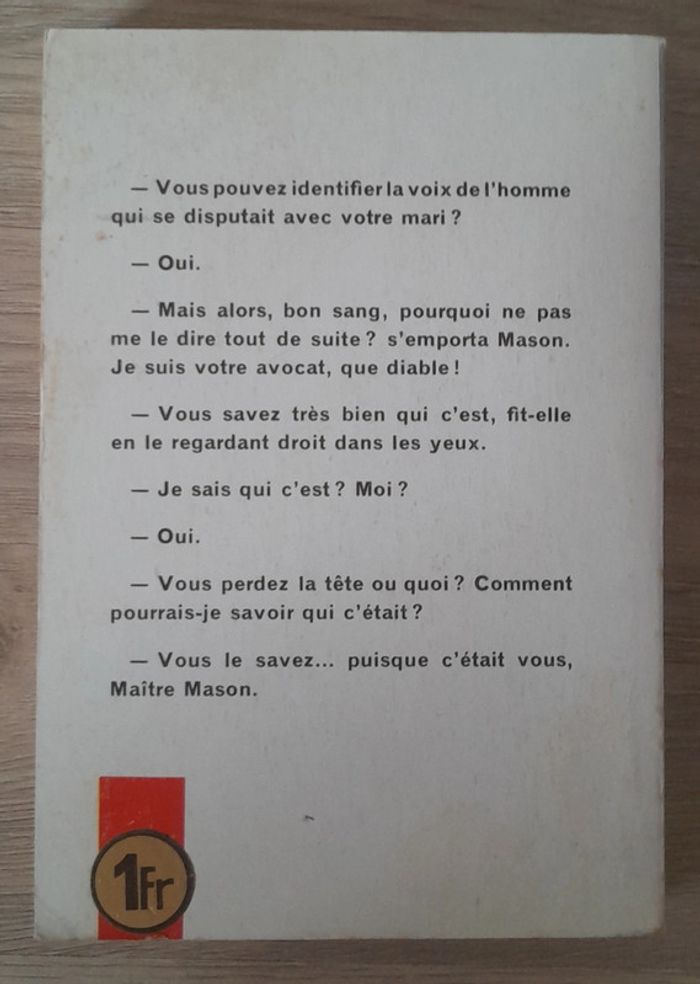 — Vous pouvez identifier la voix de l'homme
qui se disputait avec votre mari ?
— Oui.
— Mais alors, bon sang, pourquoi ne pas
me le dire tout de suite ? s'emporta Mason.
Je suis votre avocat, que diable !
— Vous savez très bien qui c'est, fit-elle
en le regardant droit dans les yeux.
— Je sais qui c'est ? Moi ?
— Oui.
— Vous perdez la tête ou quoi ? Comment
pourrais-je savoir qui c'était ?
— Vous le savez... puisque c'était vous,
Maître Mason.
1Fr